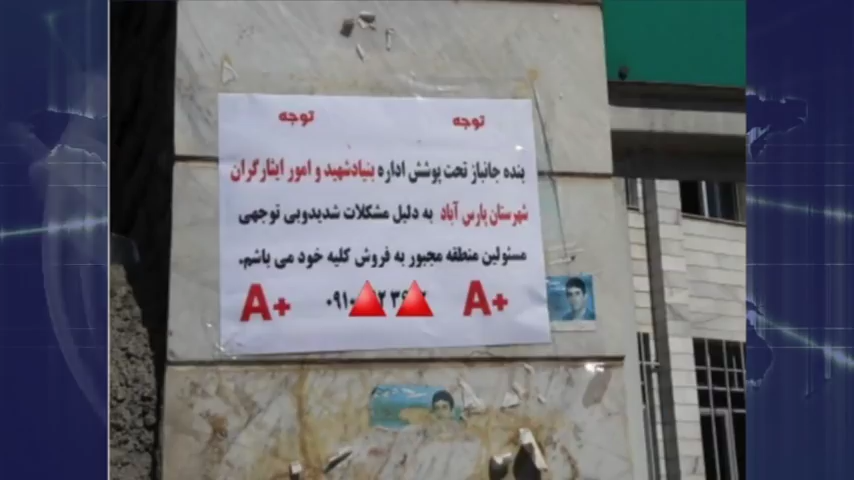 توجه توجه
بنده جانباز تحت پوشش اداره بنیادشهید و امور ایثارگران
شهرستان پارس آباد به دلیل مشکلات شدیدوبی توجهی
مسئولین منطقه مجبور به فروش کلیه خود می باشم.
A+ ۰۹۱۰ A+